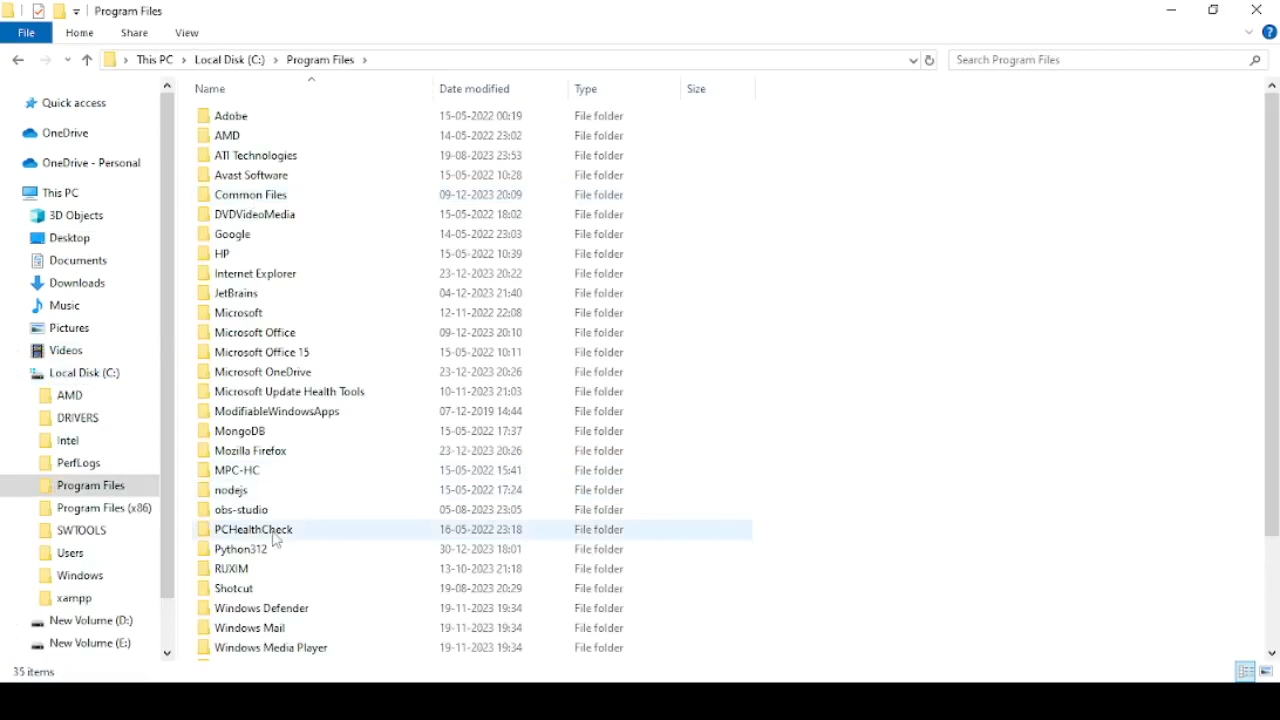 Program Files
File Home Share View
This PC Local Disk (C:) Program Files
Search Program Files
Name Date modified Type Size
Quick access
OneDrive
OneDrive - Personal
This PC
3D Objects
Desktop
Documents
Downloads
Music
Pictures
Videos
Local Disk (C:)
AMD
DRIVERS
Intel
PerfLogs
Program Files
Program Files (x86)
SWTOOLS
Users
Windows
xampp
New Volume (D:)
New Volume (E:)
Adobe 15-05-2022 00:19 File folder
AMD 14-05-2022 23:02 File folder
ATI Technologies 19-08-2023 23:53 File folder
Avast Software 15-05-2022 10:28 File folder
Common Files 09-12-2023 20:09 File folder
DVDVideoMedia 15-05-2022 18:02 File folder
Google 14-05-2022 23:03 File folder
HP 15-05-2022 10:39 File folder
Internet Explorer 23-12-2023 20:22 File folder
JetBrains 04-12-2023 21:40 File folder
Microsoft 12-11-2022 22:08 File folder
Microsoft Office 09-12-2023 20:10 File folder
Microsoft Office 15 15-05-2022 10:11 File folder
Microsoft OneDrive 23-12-2023 20:26 File folder
Microsoft Update Health Tools 10-11-2023 21:03 File folder
ModifiableWindowsApps 07-12-2019 14:44 File folder
MongoDB 15-05-2022 17:37 File folder
Mozilla Firefox 23-12-2023 20:26 File folder
MPC-HC 15-05-2022 15:41 File folder
nodejs 15-05-2022 17:24 File folder
obs-studio 05-08-2023 23:05 File folder
PCHealthCheck 16-05-2022 23:18 File folder
Python312 30-12-2023 18:01 File folder
RUXIM 13-10-2023 21:18 File folder
Shotcut 19-08-2023 20:29 File folder
Windows Defender 19-11-2023 19:34 File folder
Windows Mail 19-11-2023 19:34 File folder
Windows Media Player 19-11-2023 19:34 File folder
35 items